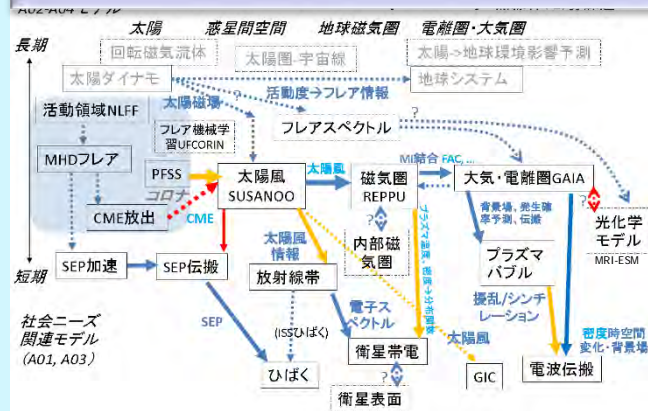 A02-A04モデル
太陽 惑星間空間 地球磁気圏 電離圏・大気圏
長期
回転磁気流体
太陽圏-宇宙線
太陽->地球環境影響予測
太陽ダイナモ
地球システム
活動度→フレア情報
太陽磁場
活動領域NLFF
フレア機械学習UFCORIN
フレアスペクトル
MHDフレア
PFSS
コロナ
太陽風
SUSANOO
太陽風
磁気圏
REPPU
MI結合 FAC, ...
大気・電離圏GAIA
CME放出
CME
内部磁気圏
背景場、発生確率予測、伝搬
光化学モデル
MRI-ESM
短期
SEP加速
SEP伝搬
太陽風情報
放射線帯
プラズマバブル
電子スペクトル
擾乱/シンチレーション
社会ニーズ
関連モデル
(A01, A03)
SEP
(ISSひばく)
太陽風
密度時空間変化・背景場
ひばく
衛星帯電
GIC
電波伝搬
衛星表面